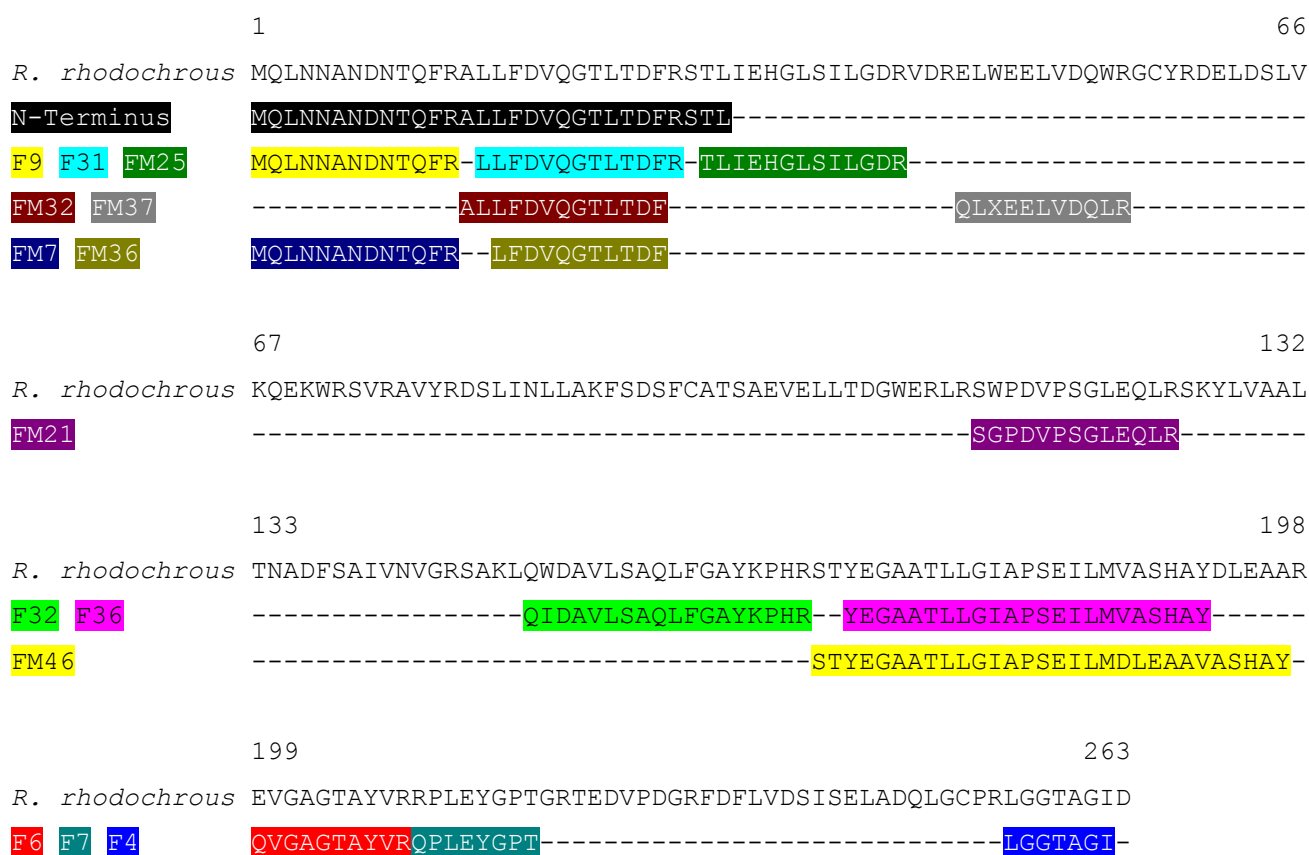 1 66
R. rhodochrous MQLNNANDNTQFRALLFDVQGTLTDFRSTLIEHGLSILGDRVDRELWEELVDQWRGCYRDELDSLV
N-Terminus MQLNNANDNTQFRALLFDVQGTLTDFRSTL------------------------------------
F9 F31 FM25 MQLNNANDNTQFR-LLFDVQGTLTDFR-TLIEHGLSILGDR-------------------------
FM32 FM37 -------------ALLFDVQGTLTDF------------------QLXEELVDQLR-----------
FM7 FM36 MQLNNANDNTQFR--LFDVQGTLTDF----------------------------------------
67 132
R. rhodochrous KQEKWRSVRAVYRDSLINLLAKFSDSFCATSAEVELLTDGWERLRSWPDVPSGLEQLRSKYLVAAL
FM21 ---------------------------------------------SGPDVPSGLEQLR--------
133 198
R. rhodochrous TNADFSAIVNVGRSAKLQWDAVLSAQLFGAYKPHRSTYEGAATLLGIAPSEILMVASHAYDLEAAR
F32 F36 -----------------QIDAVLSAQLFGAYKPHR--YEGAATLLGIAPSEILMVASHAY------
FM46 -----------------------------------STYEGAATLLGIAPSEILMDLEAAVASHAY-
199 263
R. rhodochrous EVGAGTAYVRRPLEYGPTGRTEDVPDGRFDFLVDSISELADQLGCPRLGGTAGID
F6 F7 F4 QVGAGTAYVRQPLEYGPT-----------------------------LGGTAGI-